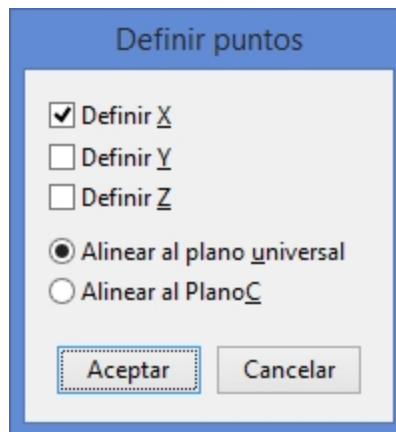 Definir puntos
Definir X
Definir Y
Definir Z
Alinear al plano universal
Alinear al PlanoC
Aceptar Cancelar